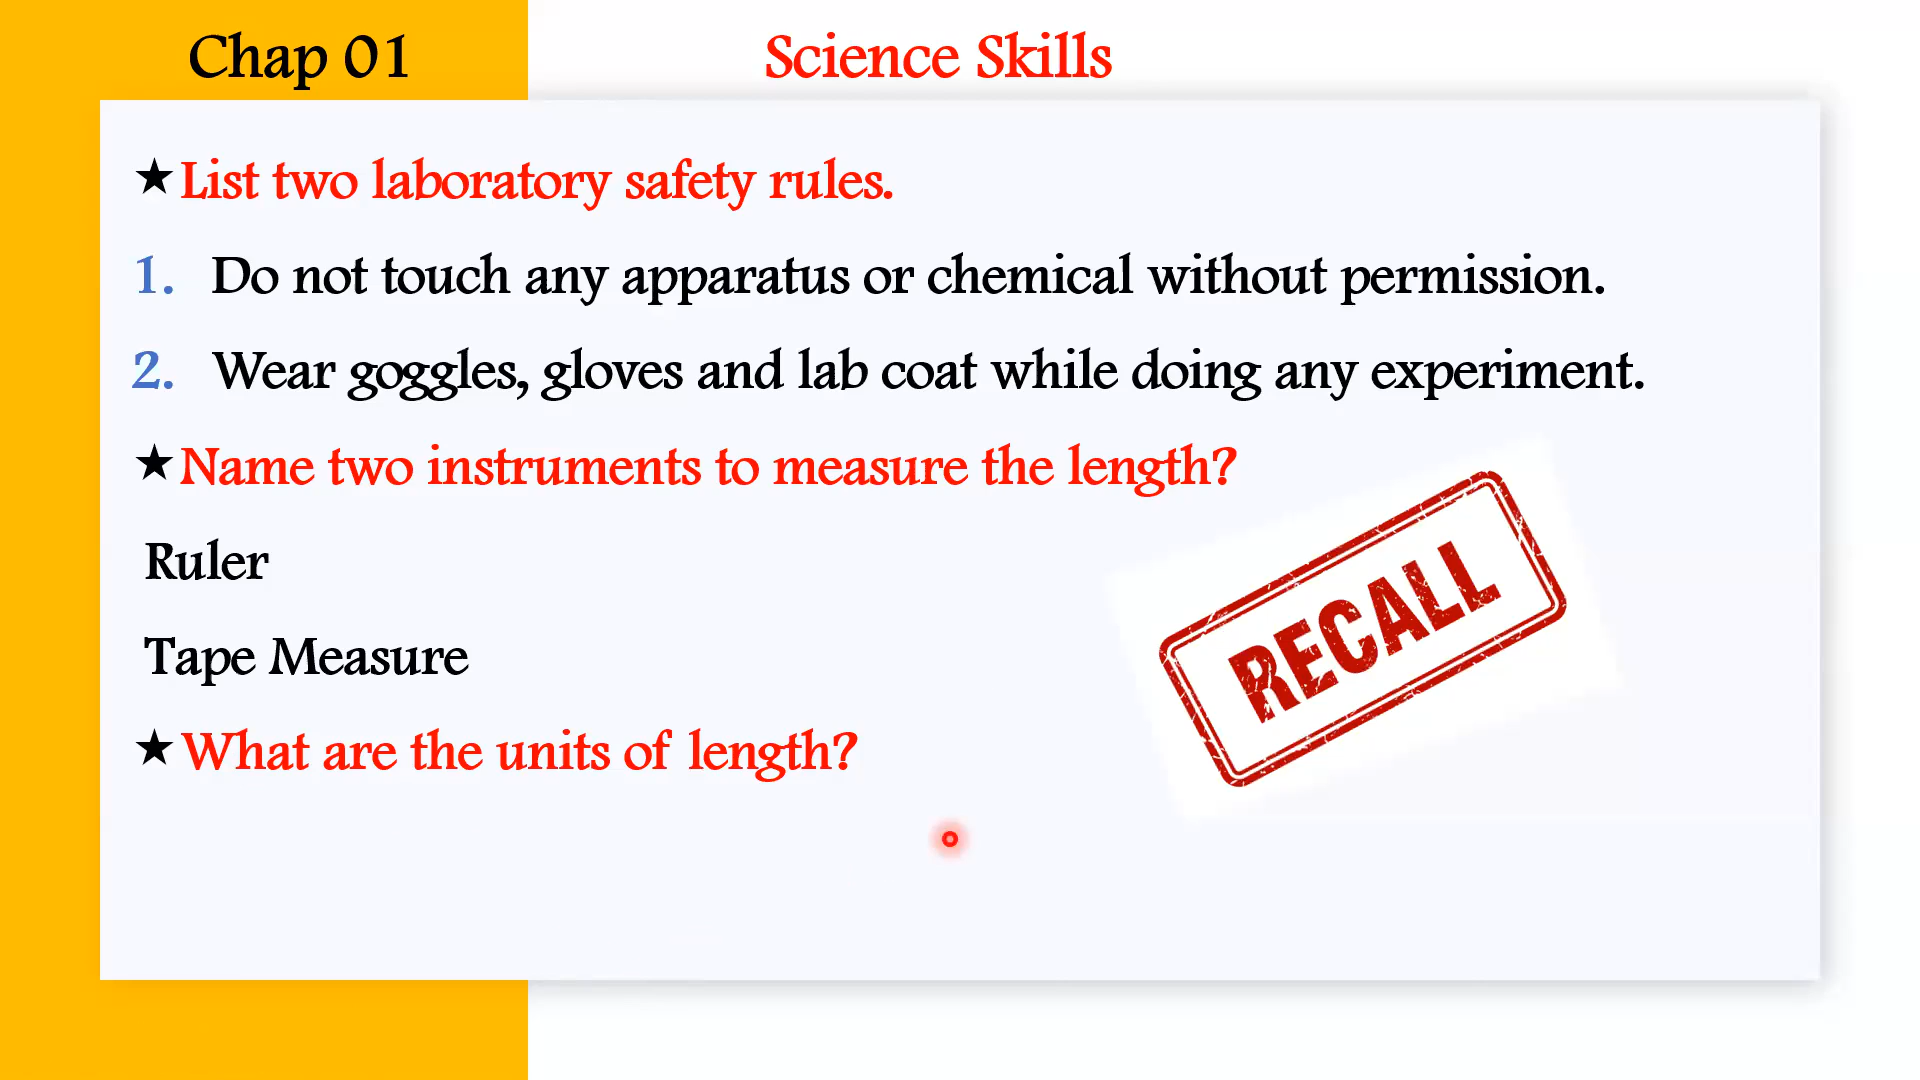 Chap 01
Science Skills
★List two laboratory safety rules.
1. Do not touch any apparatus or chemical without permission.
2. Wear goggles, gloves and lab coat while doing any experiment.
★Name two instruments to measure the length?
Ruler
Tape Measure
★What are the units of length?
RECALL